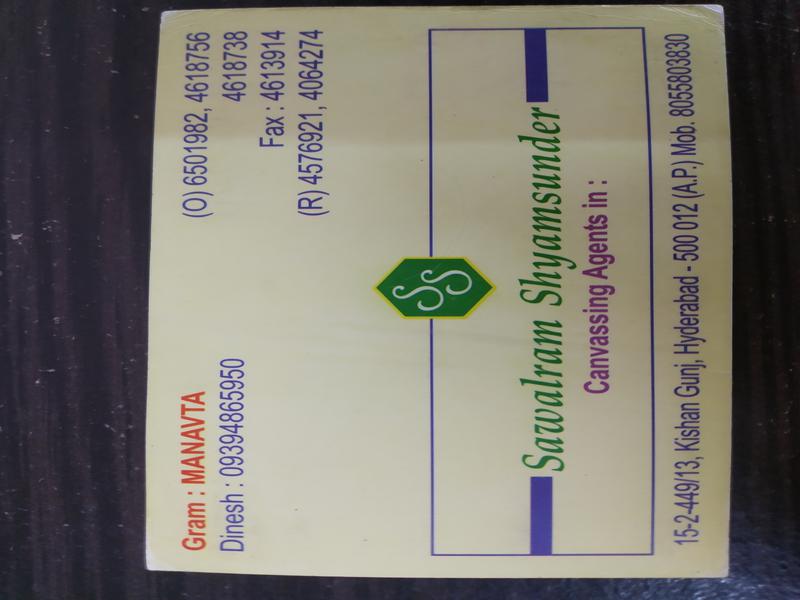 Gram : MANAVTA
Dinesh : 09394865950
(O) 6501982, 4618756
4618738
Fax : 4613914
(R) 4576921, 4064274
SS
Sawalram Shyamsunder
Canvassing Agents in :
15-2-449/13, Kishan Gunj, Hyderabad - 500 012 (A.P.) Mob. 8055803830